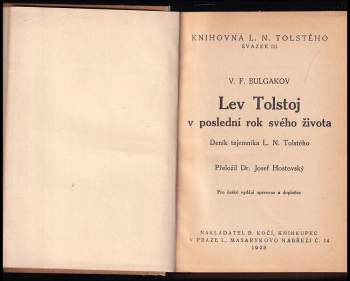 KNIHOVNA L. N. TOLSTÉHO
SVAZEK III.
V. F. BULGAKOV
Lev Tolstoj
v poslední rok svého života
Deník tajemníka L. N. Tolstého
Přeložil Dr. Josef Hostovský
Pro české vydání upraveno a doplněno
NAKLADATEL B. KOČÍ, KNIHKUPEC
V PRAZE I., MASARYKOVO NÁBŘEŽÍ Č. 14
1923